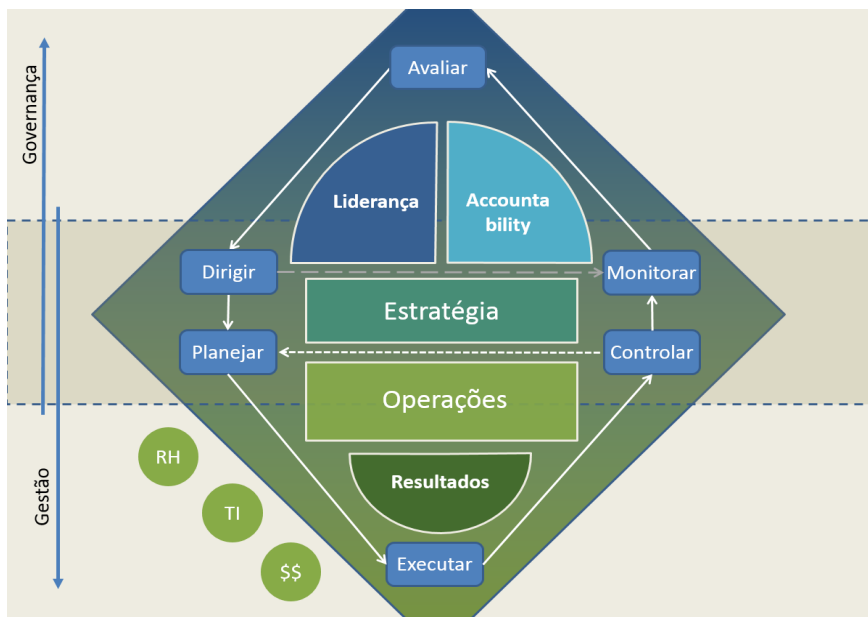 Governança
Avaliar
Liderança
Accounta
bility
Dirigir
Monitorar
Estratégia
Planejar
Controlar
Operações
Gestão
RH
Resultados
TI
Executar
$$